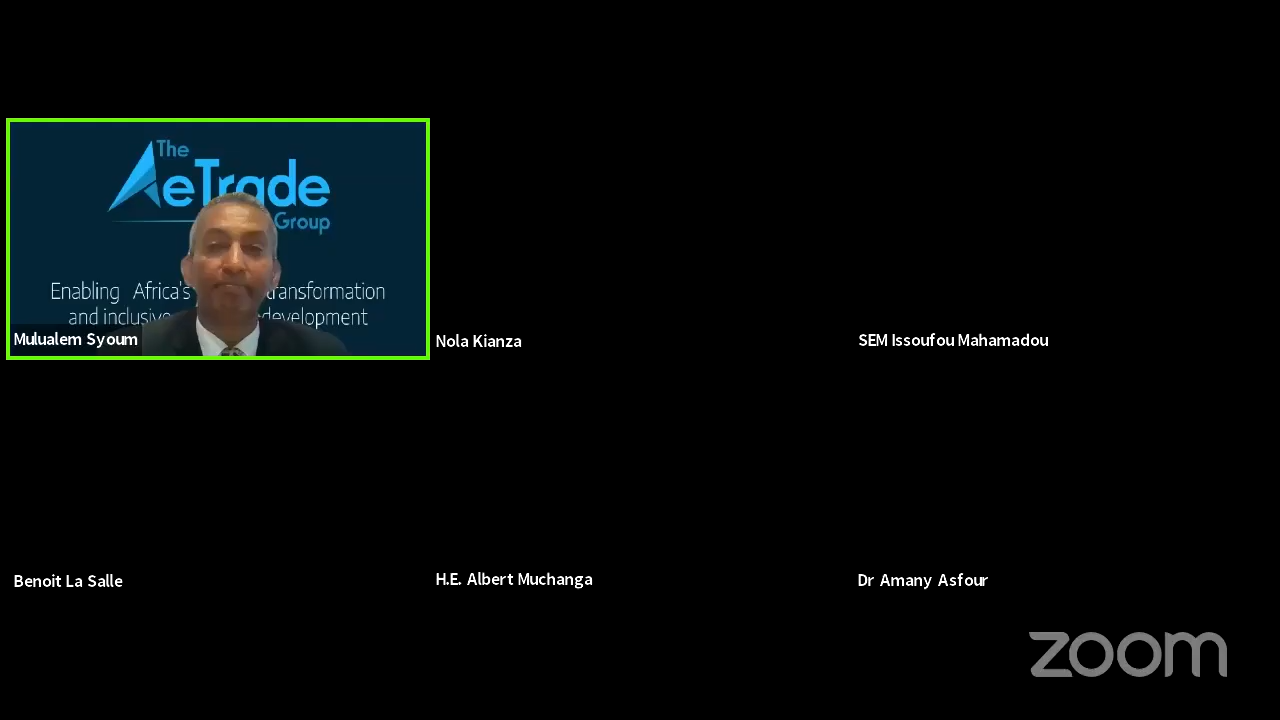 The
AeTrade
Group
Enabling Africa's transformation
and inclusive development
Mulualem Syoum
Nola Kianza
SEM Issoufou Mahamadou
Benoit La Salle
H.E. Albert Muchanga
Dr Amany Asfour
zoom